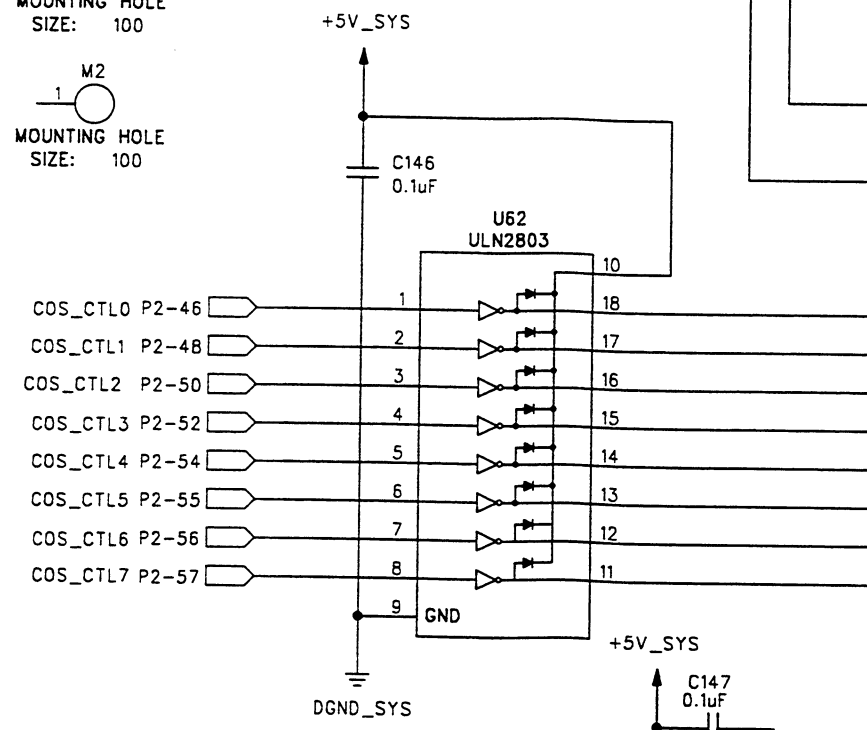 MOUNTING HOLE
SIZE: 100
+5V_SYS
M2
1
MOUNTING HOLE
SIZE: 100
C146
0.1uF
U62
ULN2803
10
COS_CTL0 P2-46 1 18
COS_CTL1 P2-48 2 17
COS_CTL2 P2-50 3 16
COS_CTL3 P2-52 4 15
COS_CTL4 P2-54 5 14
COS_CTL5 P2-55 6 13
COS_CTL6 P2-56 7 12
COS_CTL7 P2-57 8 11
9 GND
+5V_SYS
C147
0.1uF
DGND_SYS